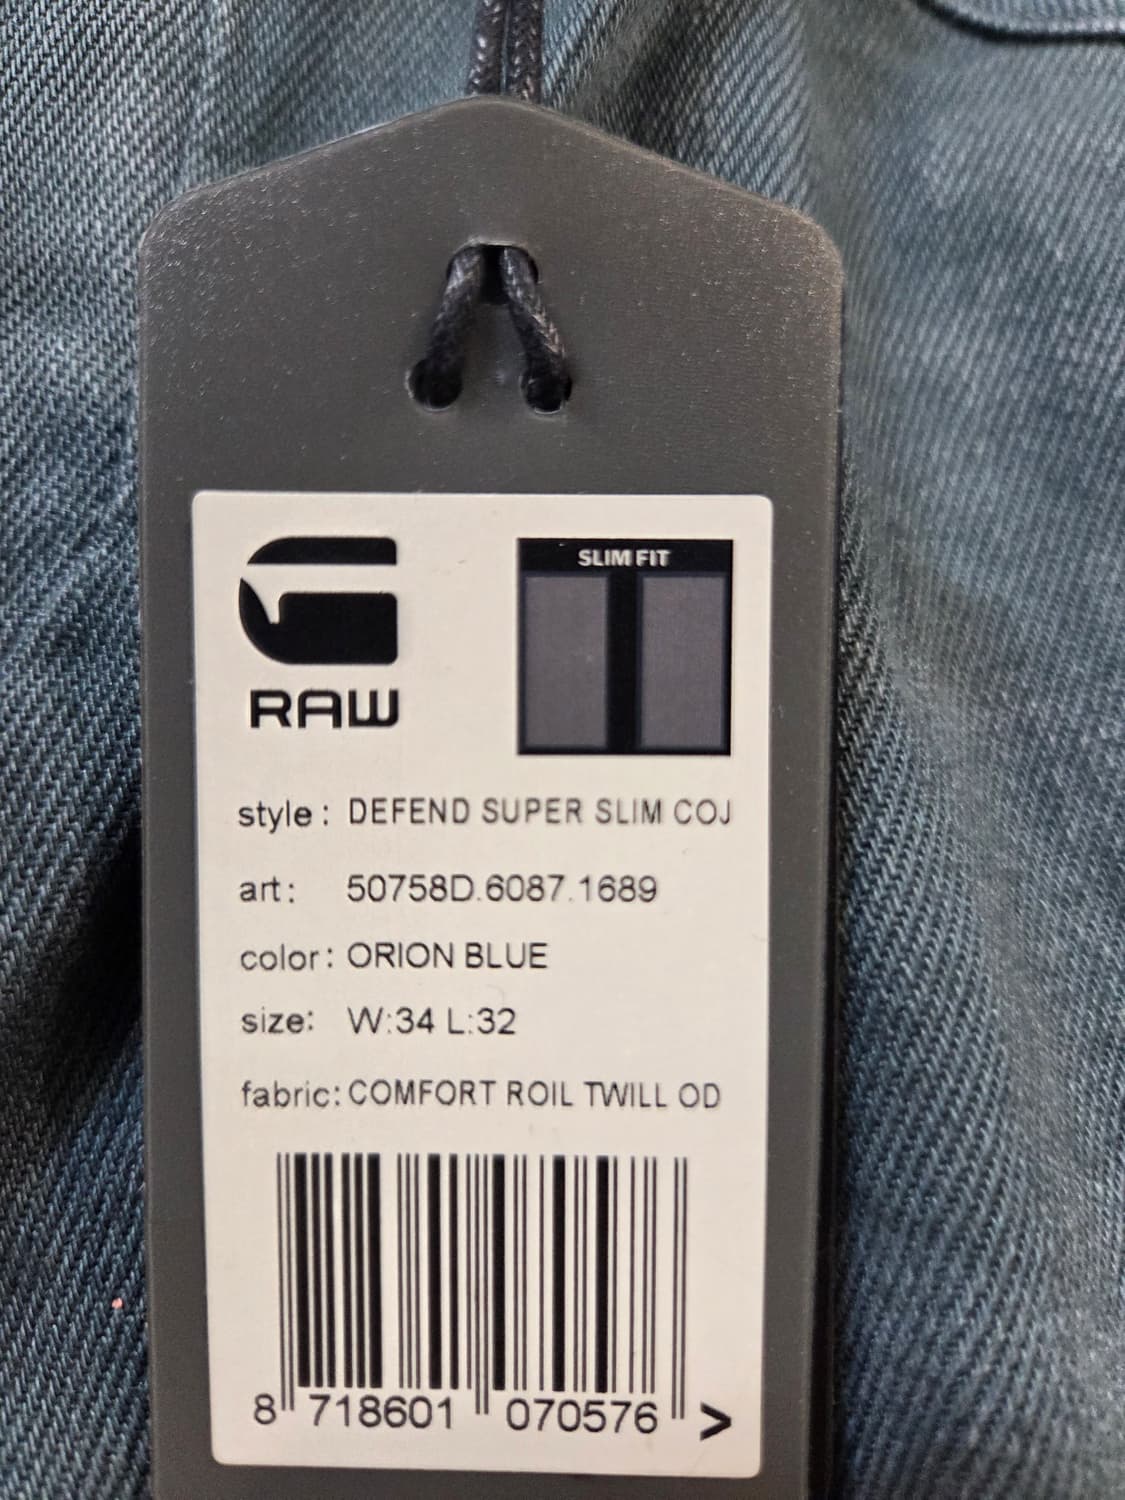 SLIM FIT
RAW
style: DEFEND SUPER SLIM COJ
art: 50758D.6087.1689
color: ORION BLUE
size: W:34 L:32
fabric: COMFORT ROIL TWILL OD
8 718601 070576 >